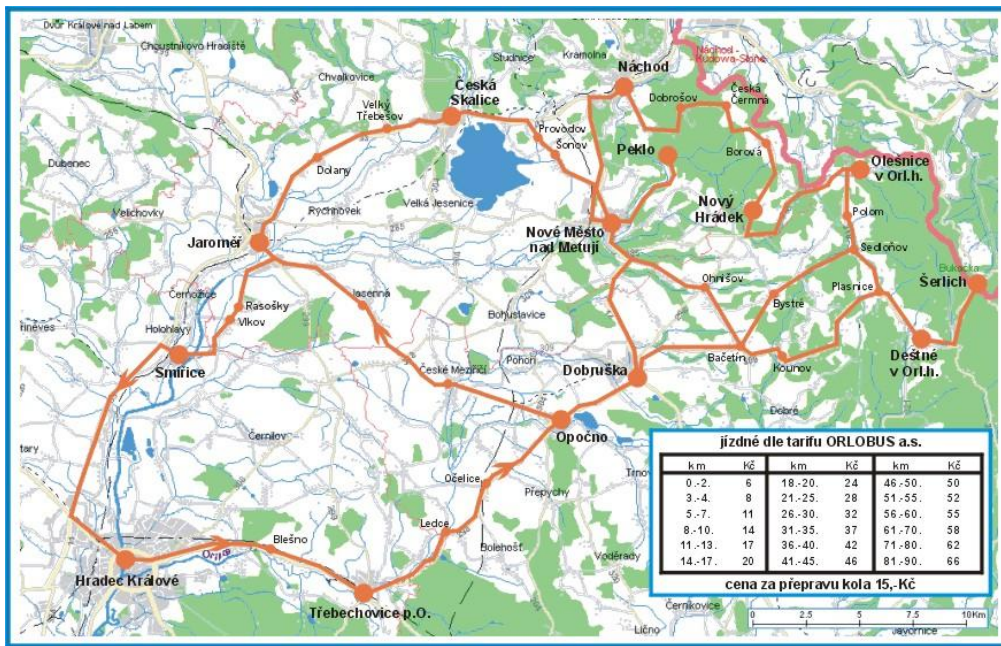 Dvůr Králové nad Labem
Choustníkovo Hradiště
Studnice
Kramolna
Náchod - Kudowa-Słone
Chvalkovice
Česká
Skalice
Náchod
Dobrošov
Česká
Čermná
Velký
Třebešov
Provodov
Šonov
Peklo
Borová
Olešnice
v Orl.h.
Dubenec
Dolany
Rychnovek
Velká Jesenice
Nový
Hrádek
Polom
Velichovky
Jaroměř
Nové Město
nad Metují
Sedloňov
Bukačka
Šerlich
Ohnišov
Plasnice
Bystré
Černožice
Rasošky
Jasenná
Vlkov
Holohlavy
Bohuslavice
Smiřice
Pohoří
České Meziříčí
Dobruška
Bačetín
Kounov
Deštné
v Orl.h.
Dobré
Opočno
Černilov
Očelice
Přepychy
Ledce
Bolehošť
Voděrady
Blešno
Orlice
Hradec Králové
Třebechovice p.O.
Černíkovice
Lično
Javornice
jízdné dle tarifu ORLOBUS a.s.
km Kč km Kč km Kč
0.-2. 6 18.-20. 24 46.-50. 50
3.-4. 8 21.-25. 28 51.-55. 52
5.-7. 11 26.-30. 32 56.-60. 55
8.-10. 14 31.-35. 37 61.-70. 58
11.-13. 17 36.-40. 42 71.-80. 62
14.-17. 20 41.-45. 46 81.-90. 66
cena za přepravu kola 15,-Kč
0 2.5 5 7.5 10 Km